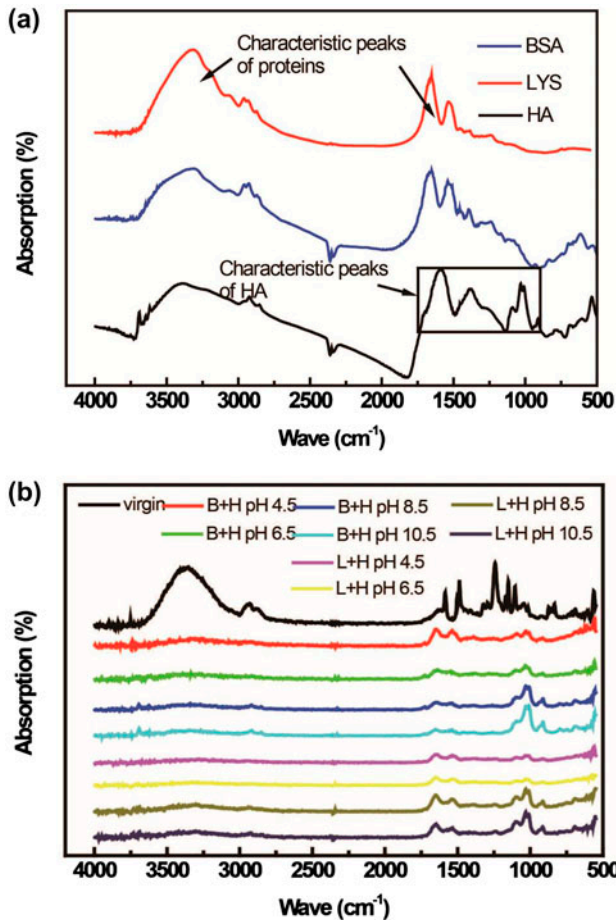 (a)
Characteristic peaks
of proteins
BSA
LYS
HA
Characteristic peaks
of HA
Absorption (%)
4000 3500 3000 2500 2000 1500 1000 500
Wave (cm⁻¹)
(b)
virgin B+H pH 4.5 B+H pH 8.5 L+H pH 8.5
B+H pH 6.5 B+H pH 10.5 L+H pH 10.5
L+H pH 4.5
L+H pH 6.5
Absorption (%)
4000 3500 3000 2500 2000 1500 1000 500
Wave (cm⁻¹)